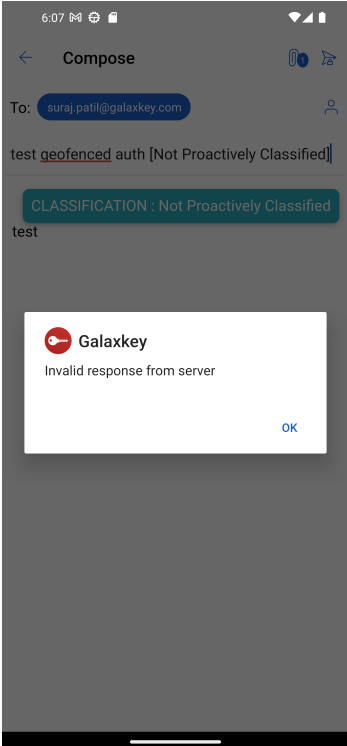 6:07
Compose
1
To: suraj.patil@galaxkey.com
test geofenced auth [Not Proactively Classified]
CLASSIFICATION : Not Proactively Classified
test
Galaxkey
Invalid response from server
OK